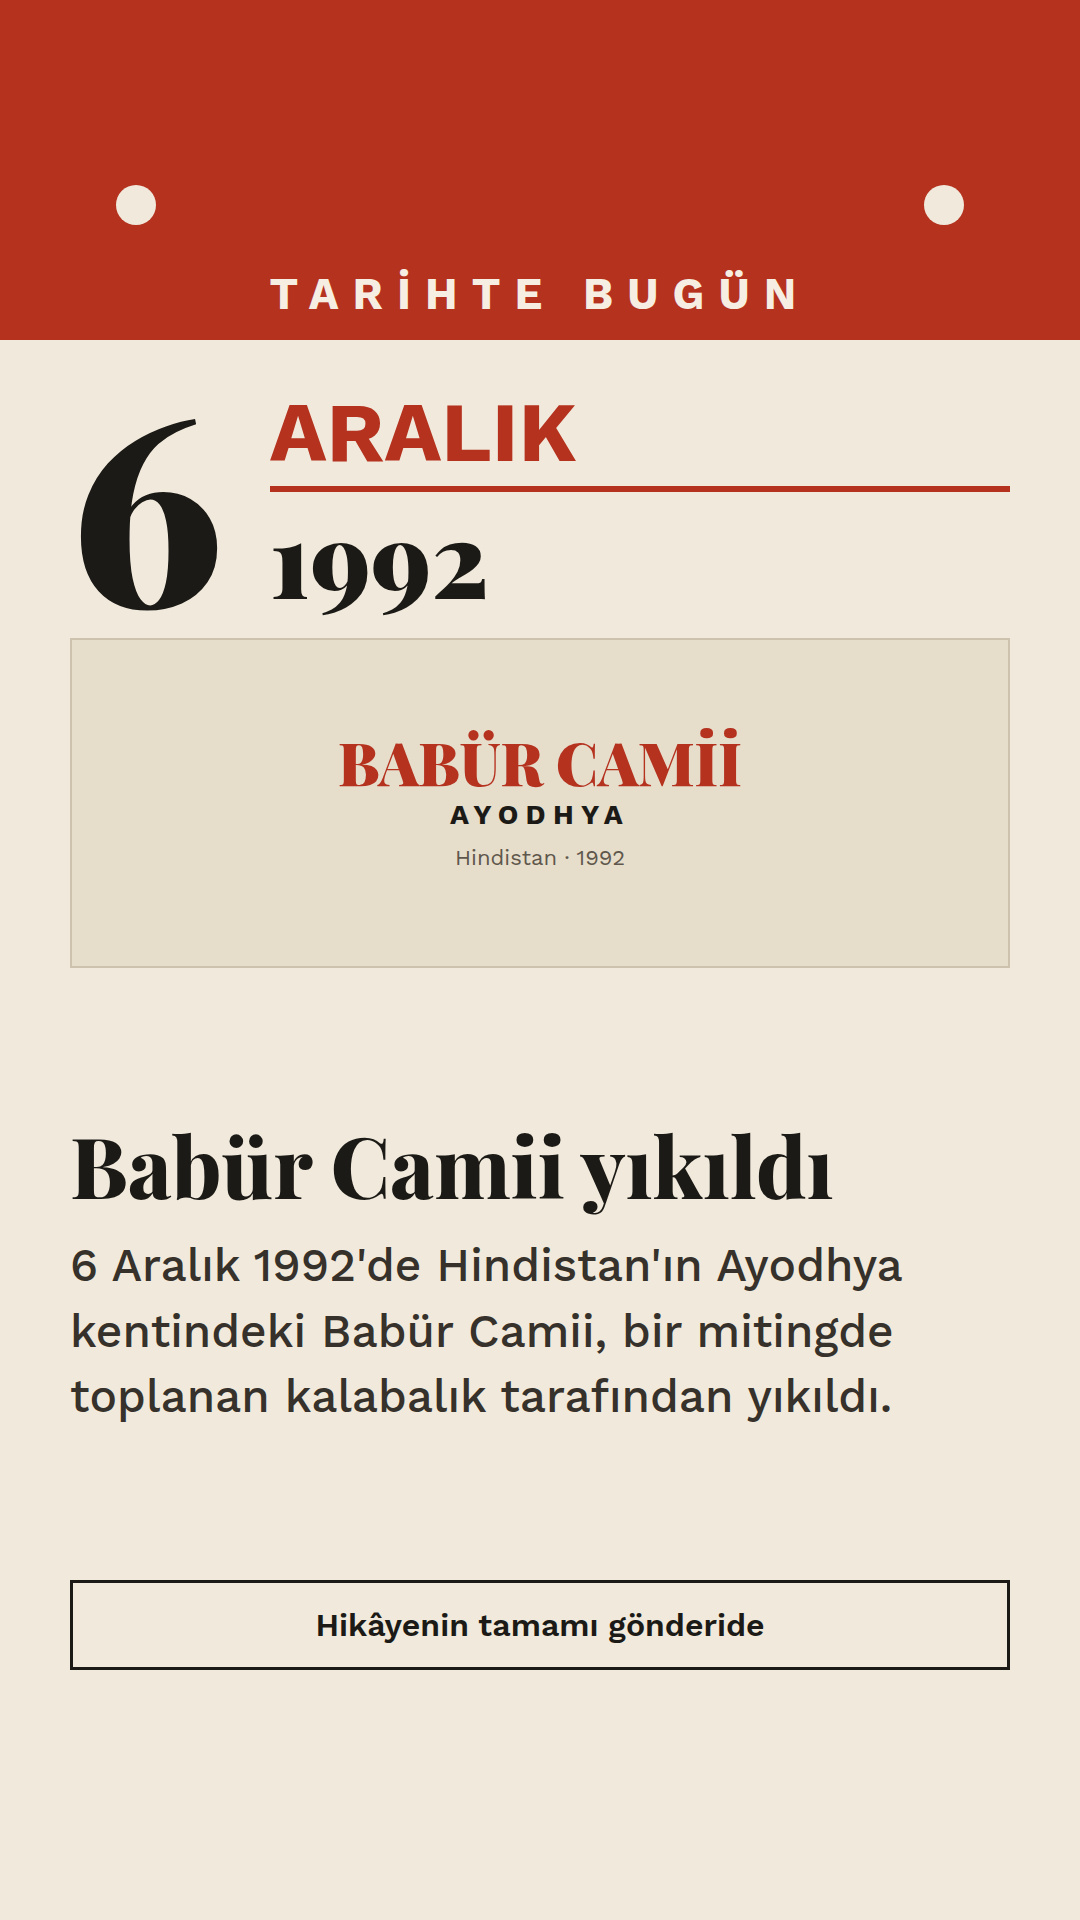 TARİHTE BUGÜN
6
ARALIK
1992
BABÜR CAMİİ
AYODHYA
Hindistan · 1992
Babür Camii yıkıldı
6 Aralık 1992'de Hindistan'ın Ayodhya
kentindeki Babür Camii, bir mitingde
toplanan kalabalık tarafından yıkıldı.
Hikâyenin tamamı gönderide